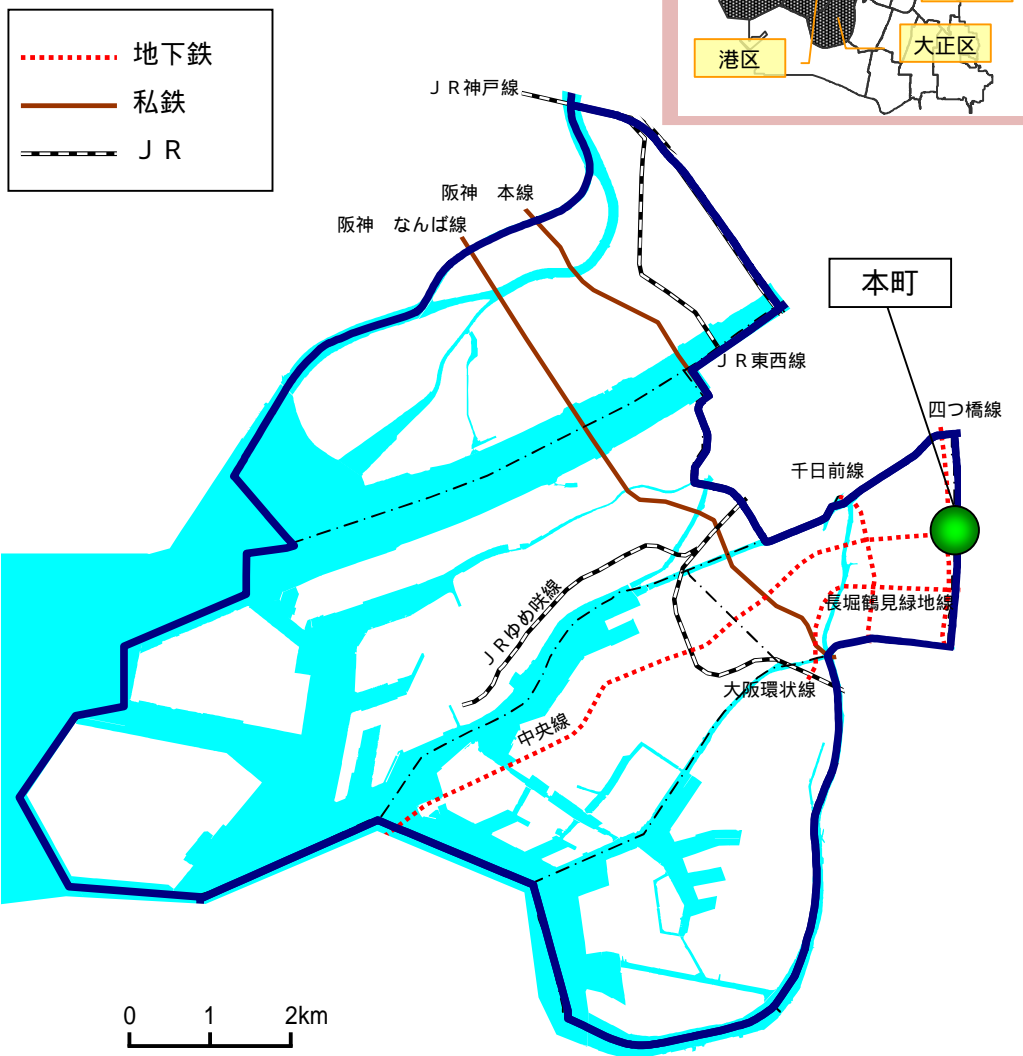 地下鉄
私鉄
ＪＲ
港区
大正区
ＪＲ神戸線
阪神　本線
阪神　なんば線
本町
ＪＲ東西線
四つ橋線
千日前線
長堀鶴見緑地線
ＪＲゆめ咲線
大阪環状線
中央線
0 1 2km